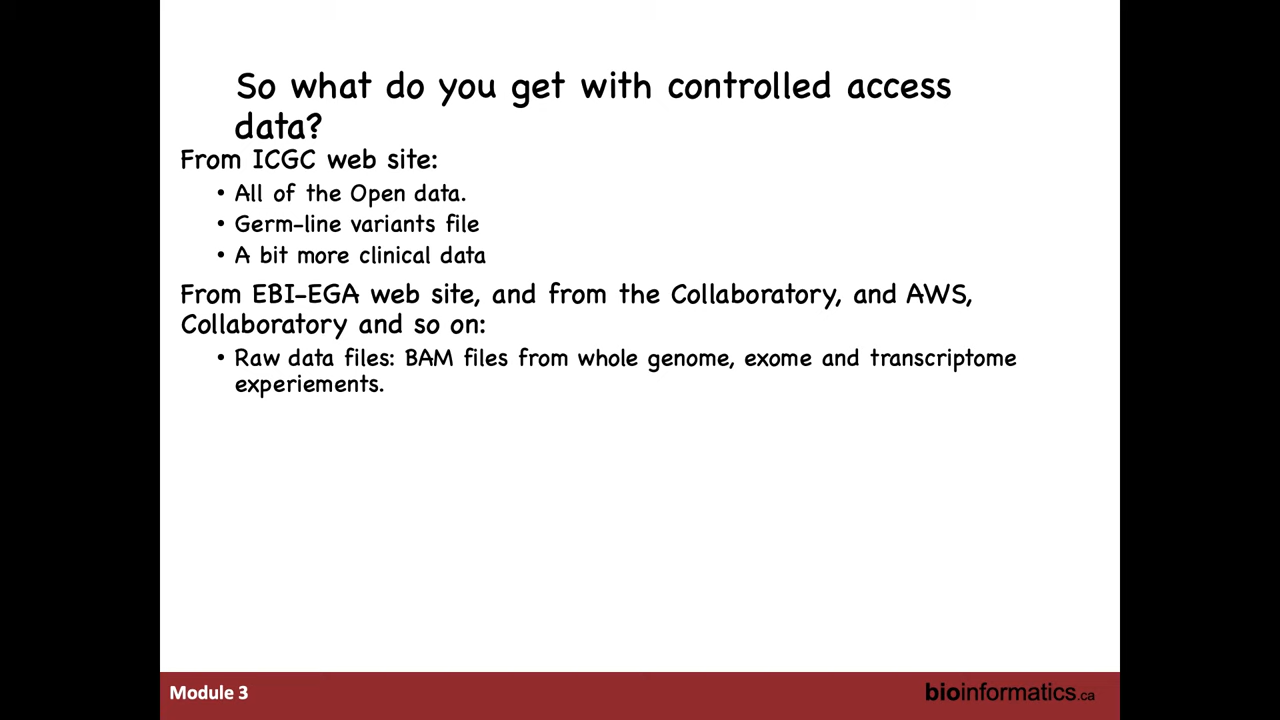 So what do you get with controlled access
data?
From ICGC web site:
• All of the Open data.
• Germ-line variants file
• A bit more clinical data
From EBI-EGA web site, and from the Collaboratory, and AWS,
Collaboratory and so on:
• Raw data files: BAM files from whole genome, exome and transcriptome
experiements.
Module 3
bioinformatics.ca